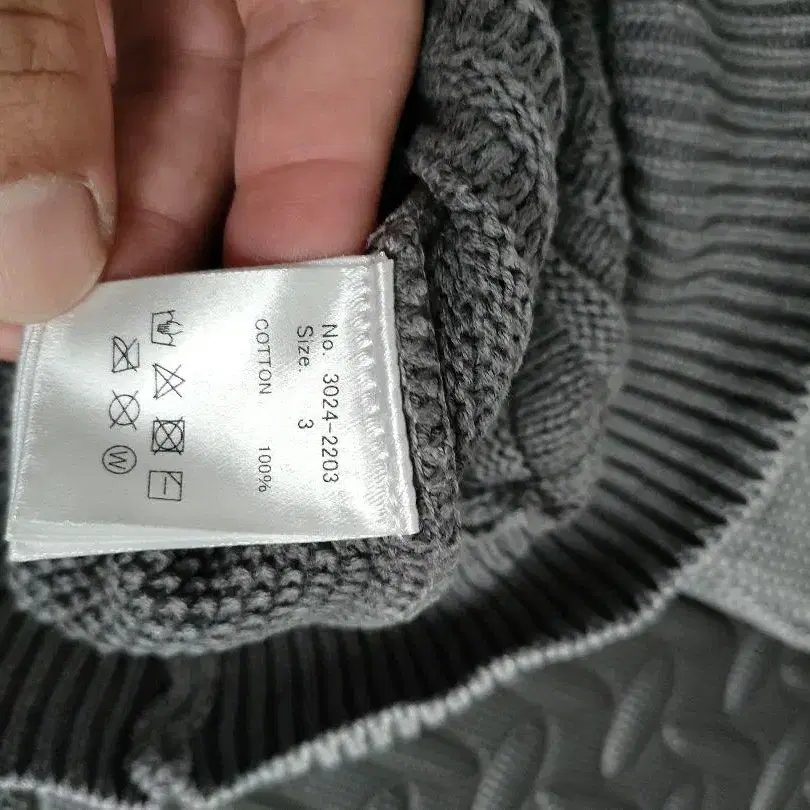 No. 3024-2203
Size. 3
COTTON 100%
W